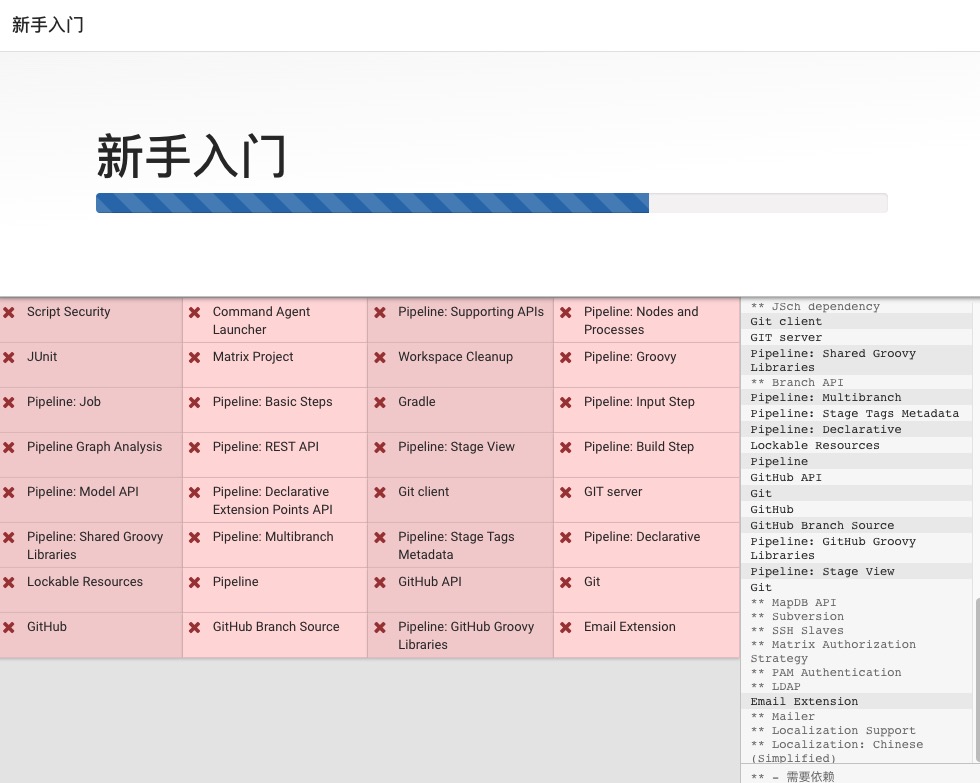 新手入门
新手入门
Script Security
Command Agent
Launcher
Pipeline: Supporting APIs
Pipeline: Nodes and
Processes
JUnit
Matrix Project
Workspace Cleanup
Pipeline: Groovy
Pipeline: Job
Pipeline: Basic Steps
Gradle
Pipeline: Input Step
Pipeline Graph Analysis
Pipeline: REST API
Pipeline: Stage View
Pipeline: Build Step
Pipeline: Model API
Pipeline: Declarative
Extension Points API
Git client
GIT server
Pipeline: Shared Groovy
Libraries
Pipeline: Multibranch
Pipeline: Stage Tags
Metadata
Pipeline: Declarative
Lockable Resources
Pipeline
GitHub API
Git
GitHub
GitHub Branch Source
Pipeline: GitHub Groovy
Libraries
Email Extension
** JSch dependency
Git client
GIT server
Pipeline: Shared Groovy
Libraries
** Branch API
Pipeline: Multibranch
Pipeline: Stage Tags Metadata
Pipeline: Declarative
Lockable Resources
Pipeline
GitHub API
Git
GitHub
GitHub Branch Source
Pipeline: GitHub Groovy
Libraries
Pipeline: Stage View
Git
** MapDB API
** Subversion
** SSH Slaves
** Matrix Authorization
Strategy
** PAM Authentication
** LDAP
Email Extension
** Mailer
** Localization Support
** Localization: Chinese
(Simplified)
** - 需要依赖